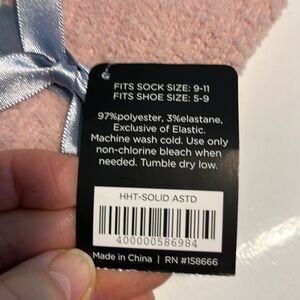 FITS SOCK SIZE: 9-11
FITS SHOE SIZE: 5-9
97%polyester, 3%elastane,
Exclusive of Elastic.
Machine wash cold. Use only
non-chlorine bleach when
needed. Tumble dry low.
HHT-SOLID ASTD
400000586984
Made in China | RN #158666